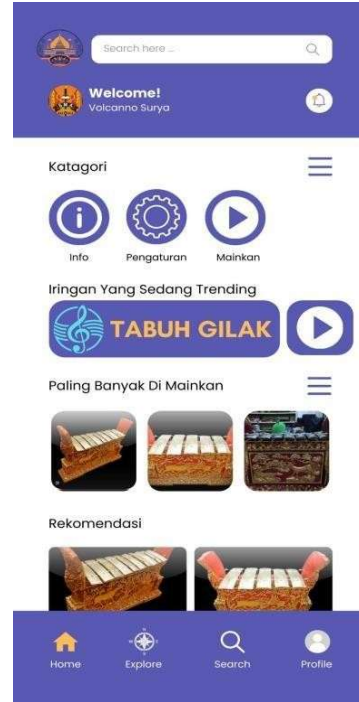 Search here ...
Welcome!
Volcanno Surya
Katagori
Info Pengaturan Mainkan
Iringan Yang Sedang Trending
TABUH GILAK
Paling Banyak Di Mainkan
Rekomendasi
Home Explore Search Profile